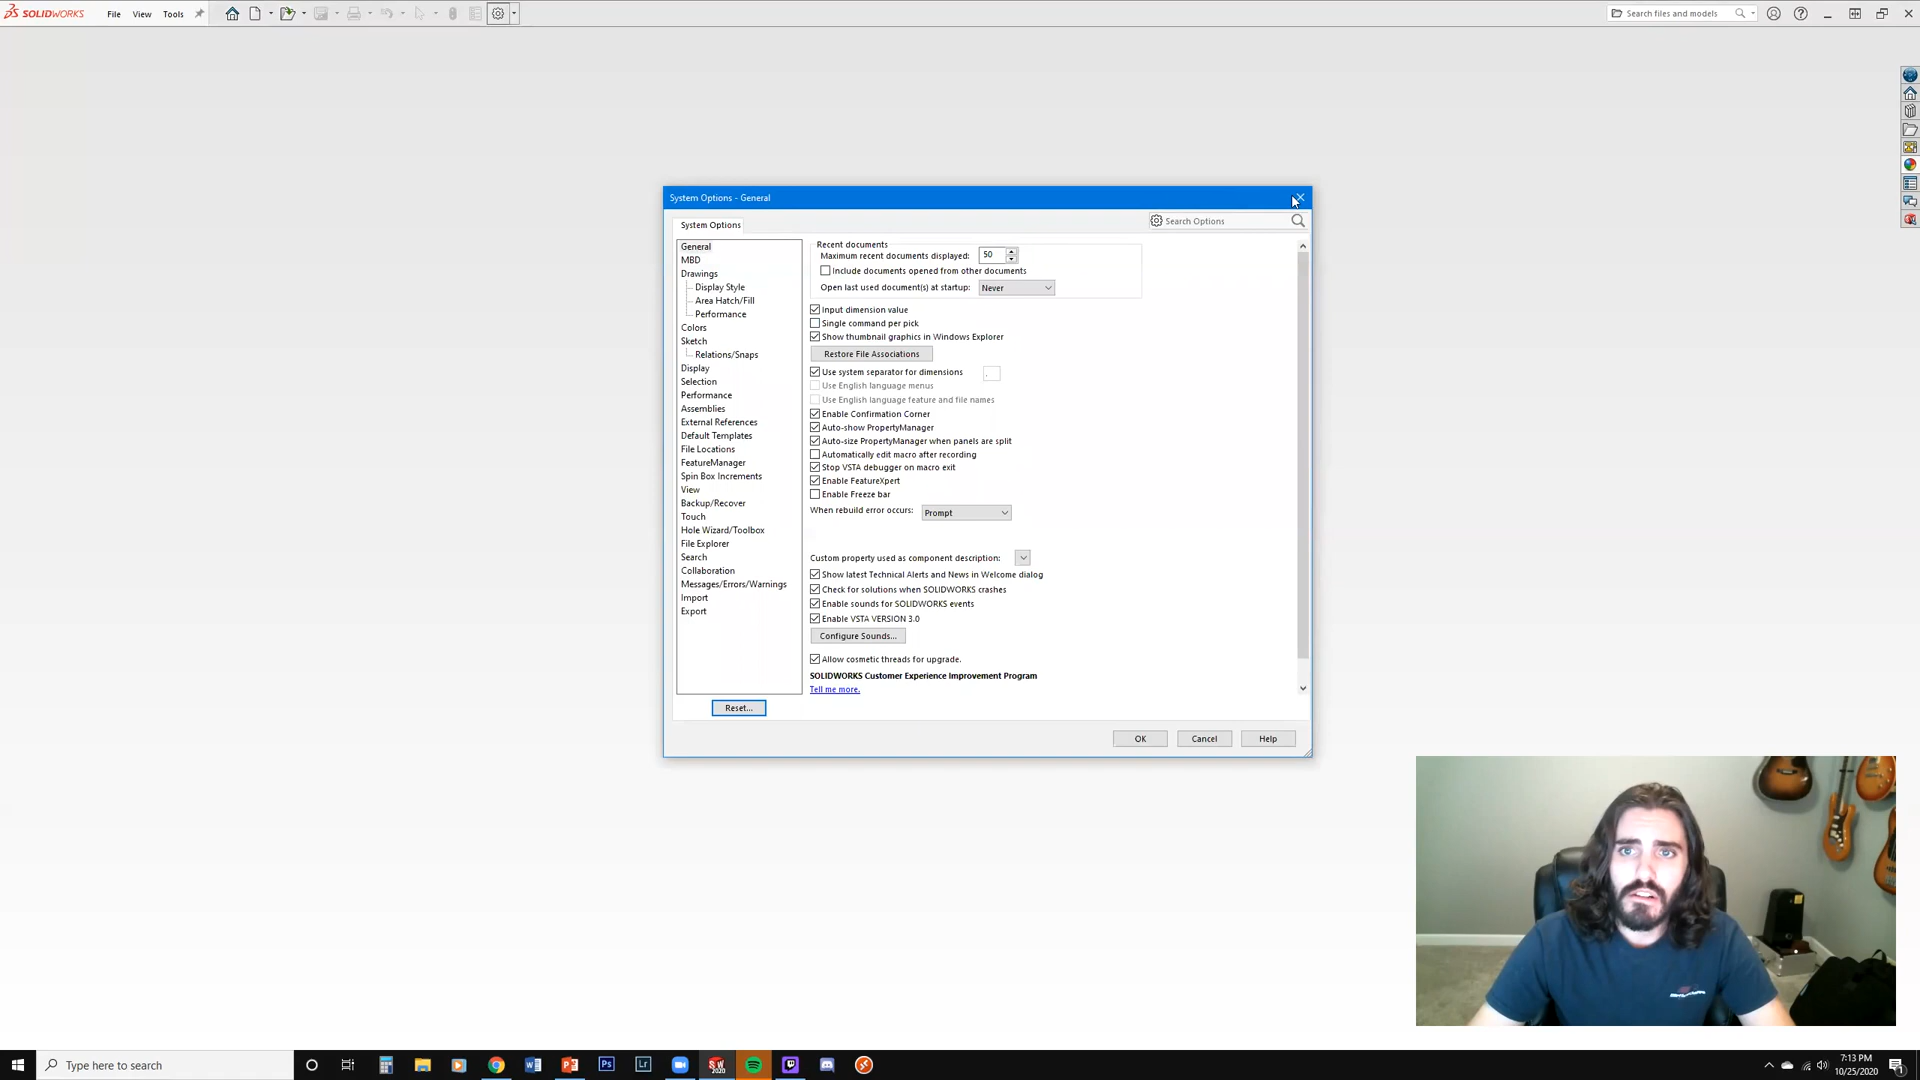 SOLIDWORKS File View Tools Search files and models
System Options - General
System Options Search Options
General
MBD
Drawings
Display Style
Area Hatch/Fill
Performance
Colors
Sketch
Relations/Snaps
Display
Selection
Performance
Assemblies
External References
Default Templates
File Locations
FeatureManager
Spin Box Increments
View
Backup/Recover
Touch
Hole Wizard/Toolbox
File Explorer
Search
Collaboration
Messages/Errors/Warnings
Import
Export
Reset...
Recent documents
Maximum recent documents displayed: 50
Include documents opened from other documents
Open last used document(s) at startup: Never
Input dimension value
Single command per pick
Show thumbnail graphics in Windows Explorer
Restore File Associations
Use system separator for dimensions .
Use English language menus
Use English language feature and file names
Enable Confirmation Corner
Auto-show PropertyManager
Auto-size PropertyManager when panels are split
Automatically edit macro after recording
Stop VSTA debugger on macro exit
Enable FeatureXpert
Enable Freeze bar
When rebuild error occurs: Prompt
Custom property used as component description:
Show latest Technical Alerts and News in Welcome dialog
Check for solutions when SOLIDWORKS crashes
Enable sounds for SOLIDWORKS events
Enable VSTA VERSION 3.0
Configure Sounds...
Allow cosmetic threads for upgrade.
SOLIDWORKS Customer Experience Improvement Program
Tell me more.
OK Cancel Help
Type here to search
Ps
Lr
SW
2020
7:13 PM
10/25/2020